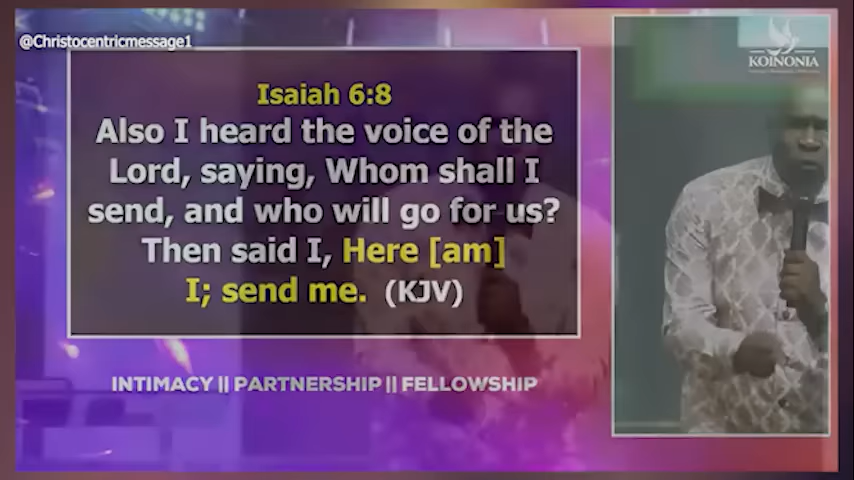 @Christocentricmessage1
KOINONIA
Isaiah 6:8
Also I heard the voice of the
Lord, saying, Whom shall I
send, and who will go for us?
Then said I, Here [am]
I; send me. (KJV)
INTIMACY || PARTNERSHIP || FELLOWSHIP